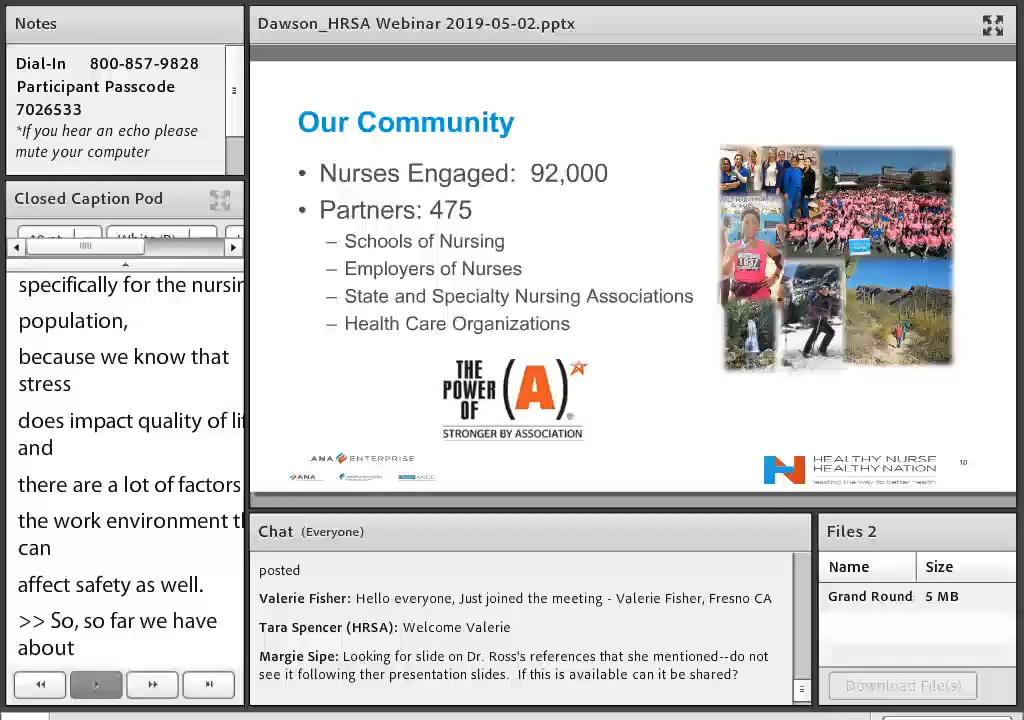 Notes
Dial-In 800-857-9828
Participant Passcode
7026533
*If you hear an echo please
mute your computer
Closed Caption Pod
specifically for the nursin
population,
because we know that
stress
does impact quality of li
and
there are a lot of factors
the work environment t
can
affect safety as well.
>> So, so far we have
about
Dawson_HRSA Webinar 2019-05-02.pptx
Our Community
• Nurses Engaged: 92,000
• Partners: 475
– Schools of Nursing
– Employers of Nurses
– State and Specialty Nursing Associations
– Health Care Organizations
1837
THE
POWER
OF
(A)
®
STRONGER BY ASSOCIATION
ANA ENTERPRISE
ANA
HEALTHY NURSE
HEALTHY NATION
leading the way to better health
10
Chat (Everyone)
posted
Valerie Fisher: Hello everyone, Just joined the meeting - Valerie Fisher, Fresno CA
Tara Spencer (HRSA): Welcome Valerie
Margie Sipe: Looking for slide on Dr. Ross's references that she mentioned--do not
see it following ther presentation slides. If this is available can it be shared?
Files 2
Name Size
Grand Round 5 MB
Download File(s)